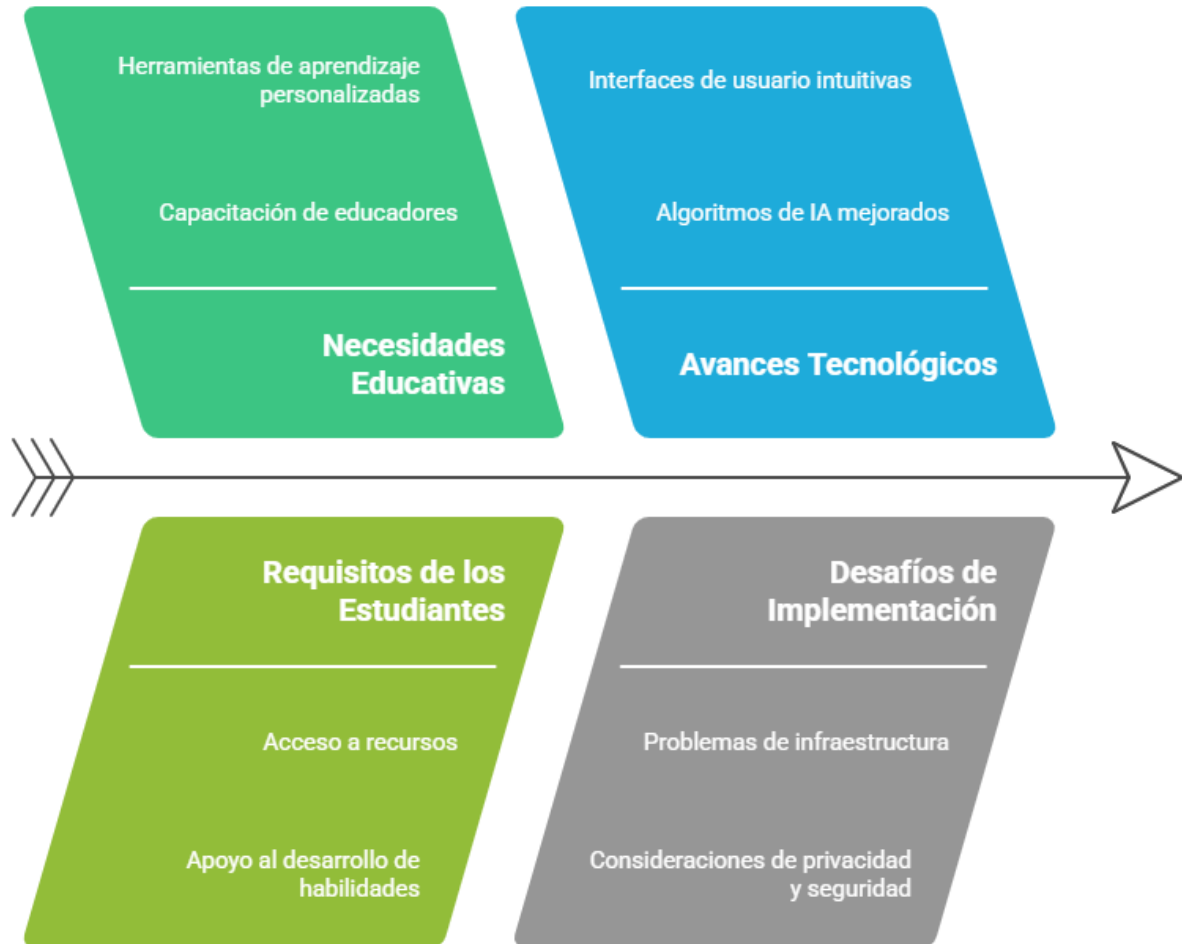 Herramientas de aprendizaje
personalizadas
Capacitación de educadores
Necesidades
Educativas
Interfaces de usuario intuitivas
Algoritmos de IA mejorados
Avances Tecnológicos
Requisitos de los
Estudiantes
Acceso a recursos
Apoyo al desarrollo de
habilidades
Desafíos de
Implementación
Problemas de infraestructura
Consideraciones de privacidad
y seguridad